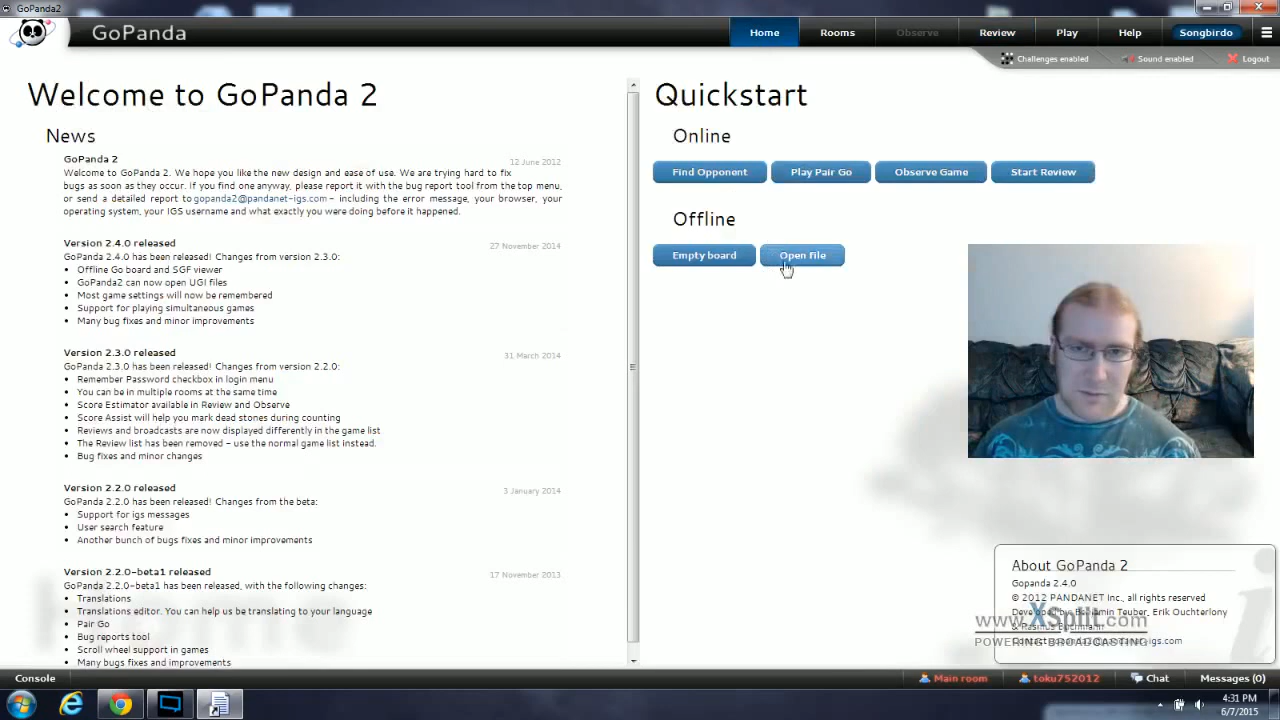 GoPanda2
GoPanda
Home
Rooms
Observe
Review
Play
Help
Songbirdo
Challenges enabled
Sound enabled
Logout
Welcome to GoPanda 2
News
GoPanda 2
12 June 2012
Welcome to GoPanda 2. We hope you like the new design and ease of use. We are trying hard to fix
bugs as soon as they occur. If you find one anyway, please report it with the bug report tool from the top menu,
or send a detailed report to gopanda2@pandanet-igs.com - including the error message, your browser, your
operating system, your IGS username and what exactly you were doing before it happened.
Version 2.4.0 released
27 November 2014
GoPanda 2.4.0 has been released! Changes from version 2.3.0:
• Offline Go board and SGF viewer
• GoPanda2 can now open UGI files
• Most game settings will now be remembered
• Support for playing simultaneous games
• Many bug fixes and minor improvements
Version 2.3.0 released
31 March 2014
GoPanda 2.3.0 has been released! Changes from version 2.2.0:
• Remember Password checkbox in login menu
• You can be in multiple rooms at the same time
• Score Estimator available in Review and Observe
• Score Assist will help you mark dead stones during counting
• Reviews and broadcasts are now displayed differently in the game list
• The Review list has been removed - use the normal game list instead.
• Bug fixes and minor changes
Version 2.2.0 released
3 January 2014
GoPanda 2.2.0 has been released! Changes from the beta:
• Support for igs messages
• User search feature
• Another bunch of bugs fixes and minor improvements
Version 2.2.0-beta1 released
17 November 2013
GoPanda 2.2.0-beta1 has been released, with the following changes:
• Translations
• Translations editor. You can help us be translating to your language
• Pair Go
• Bug reports tool
• Scroll wheel support in games
• Many bugs fixes and improvements
Quickstart
Online
Find Opponent
Play Pair Go
Observe Game
Start Review
Offline
Empty board
Open file
About GoPanda 2
Gopanda 2.4.0
© 2012 PANDANET Inc., all rights reserved
Developed by Benjamin Teuber, Erik Ouchterlony
www.XSplit.com
POWERING BROADCASTING
Console
Main room
toku752012
Chat
Messages (0)
4:31 PM
6/7/2015